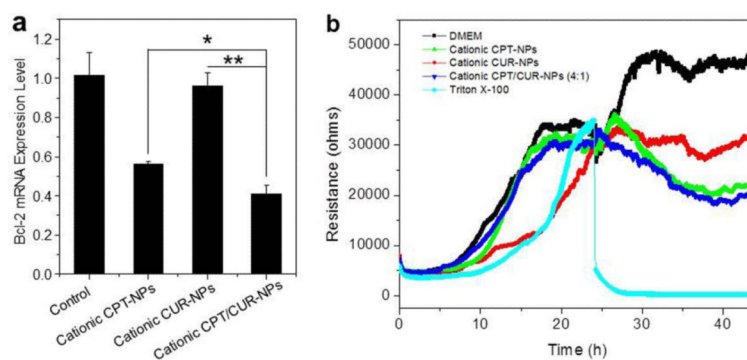 a
Bcl-2 mRNA Expression Level
1.2
1.0
0.8
0.6
0.4
0.2
0.0
*
**
Control
Cationic CPT-NPs
Cationic CUR-NPs
Cationic CPT/CUR-NPs
b
Resistance (ohms)
50000
40000
30000
20000
10000
0
DMEM
Cationic CPT-NPs
Cationic CUR-NPs
Cationic CPT/CUR-NPs (4:1)
Triton X-100
0 10 20 30 40
Time (h)